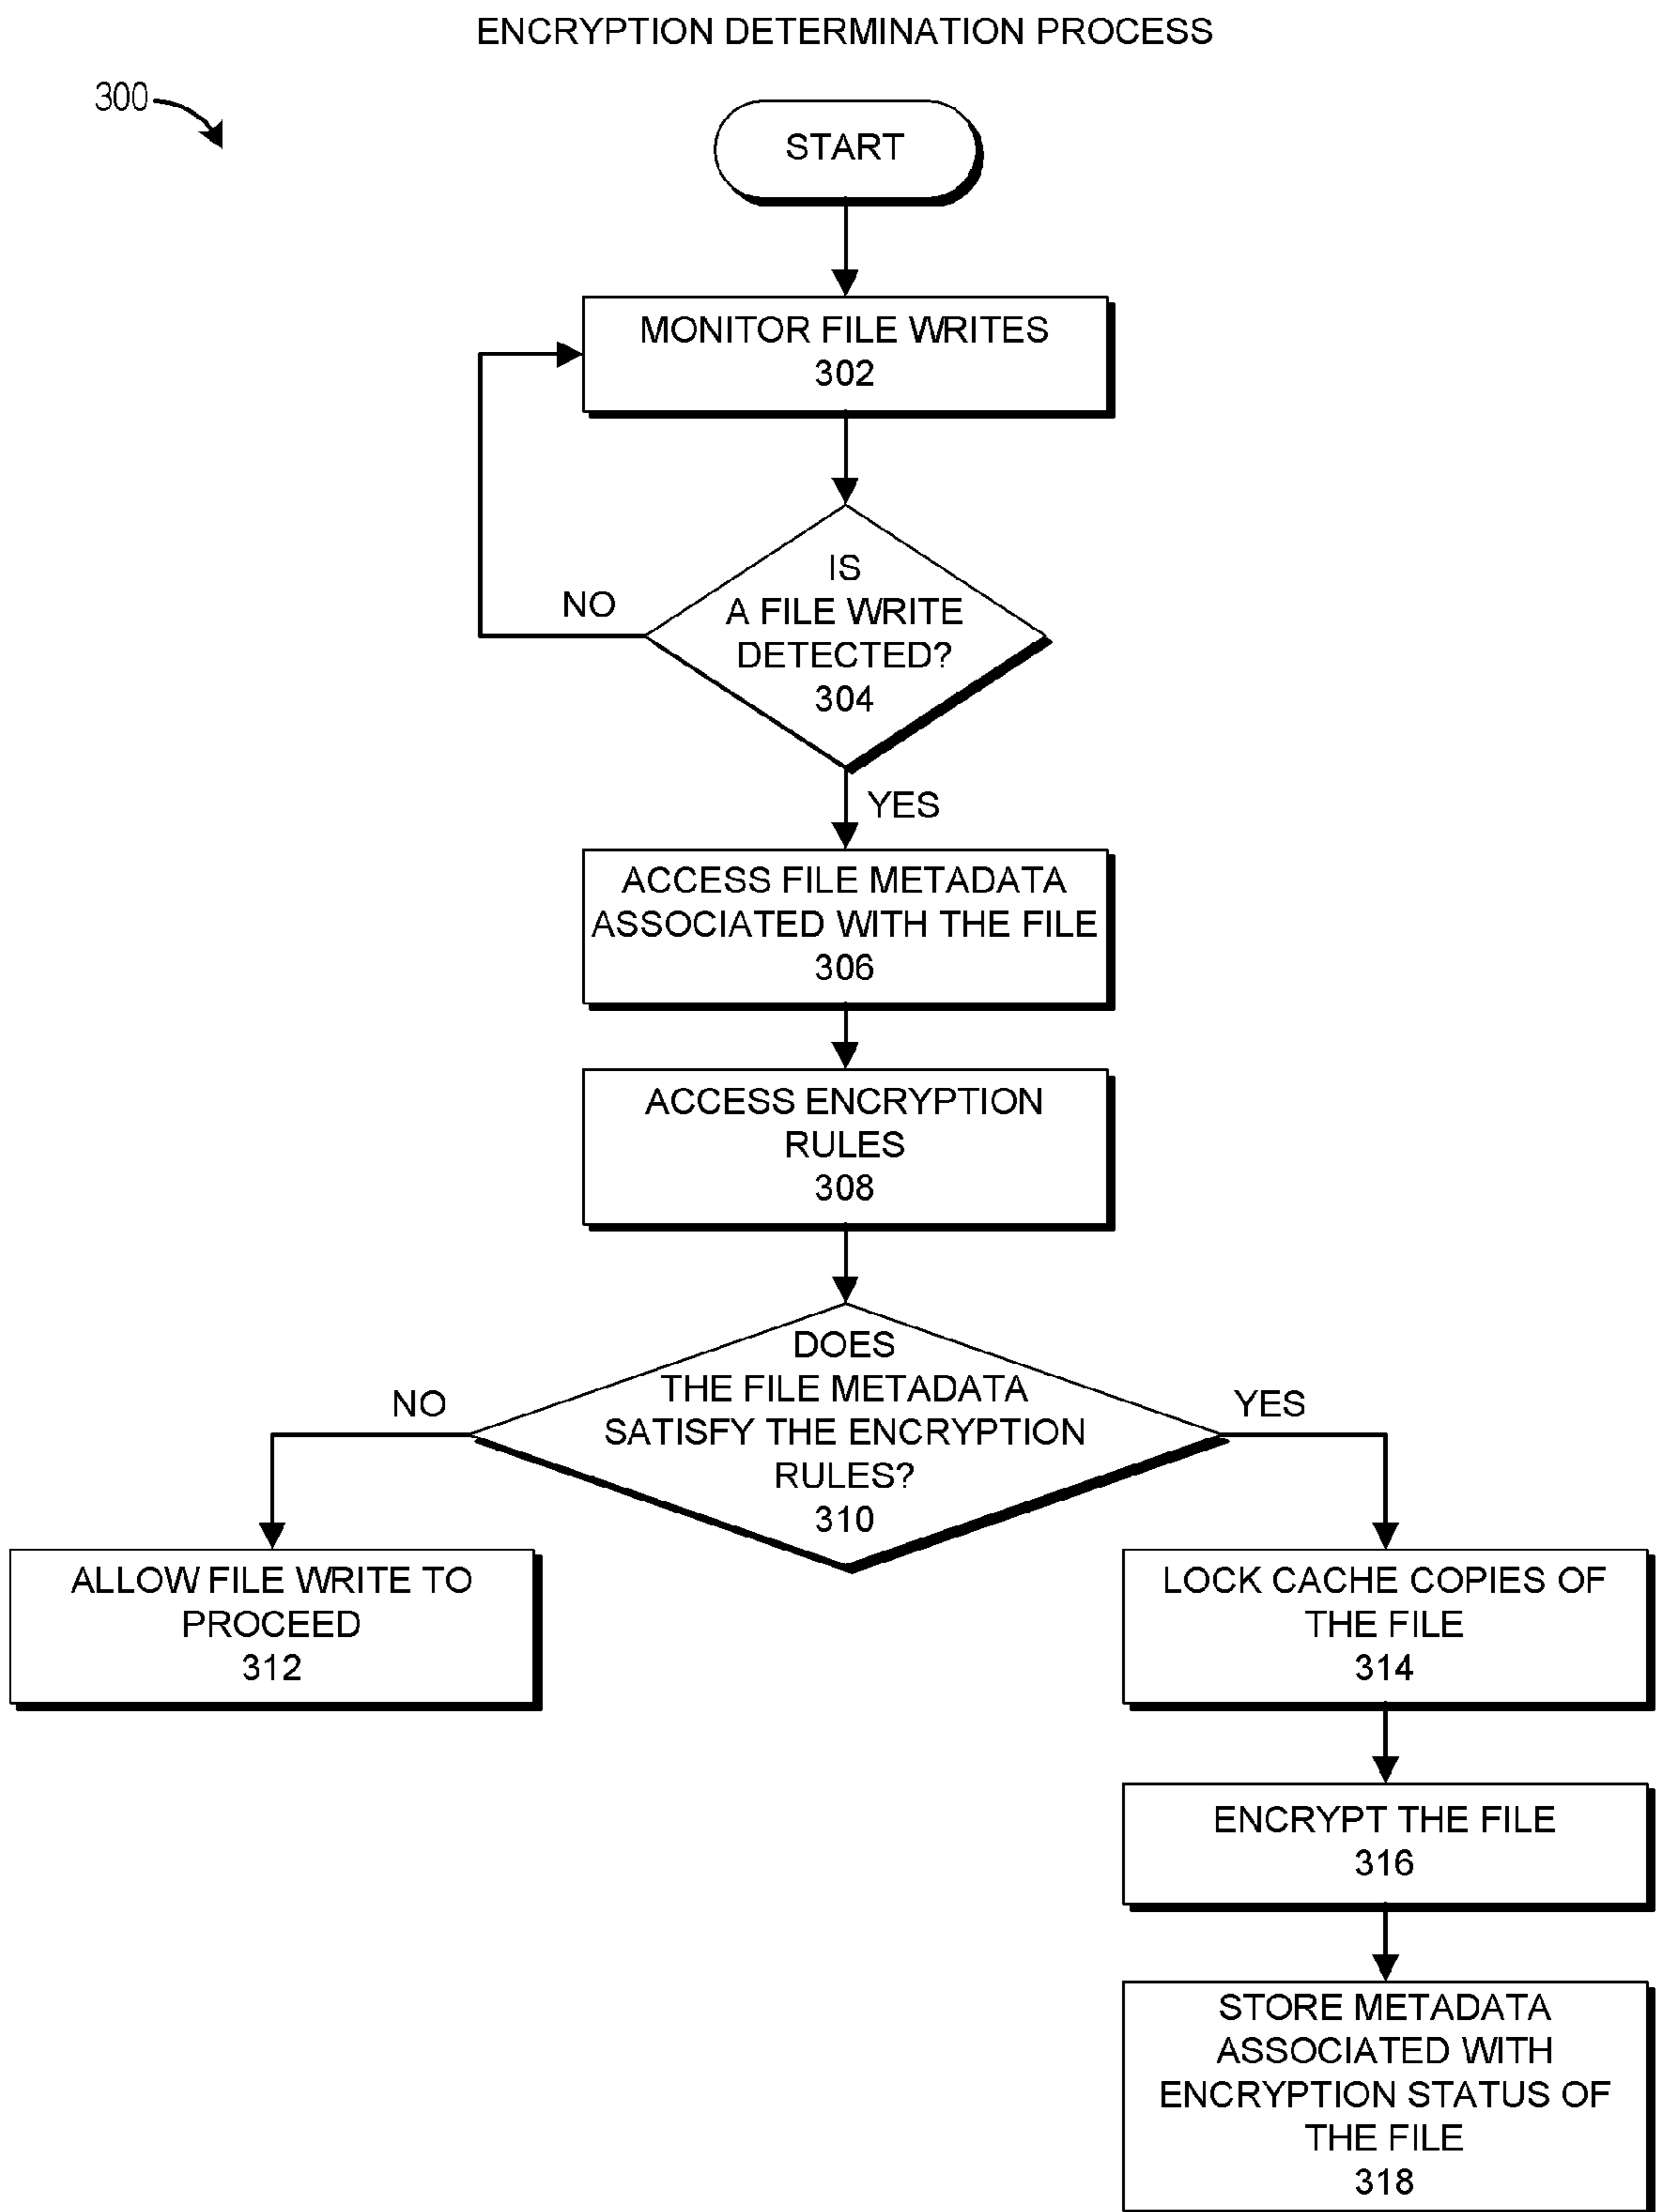 ENCRYPTION DETERMINATION PROCESS
300
START
MONITOR FILE WRITES
302
IS
A FILE WRITE
DETECTED?
304
NO
YES
ACCESS FILE METADATA
ASSOCIATED WITH THE FILE
306
ACCESS ENCRYPTION
RULES
308
DOES
THE FILE METADATA
SATISFY THE ENCRYPTION
RULES?
310
NO
YES
ALLOW FILE WRITE TO
PROCEED
312
LOCK CACHE COPIES OF
THE FILE
314
ENCRYPT THE FILE
316
STORE METADATA
ASSOCIATED WITH
ENCRYPTION STATUS OF
THE FILE
318